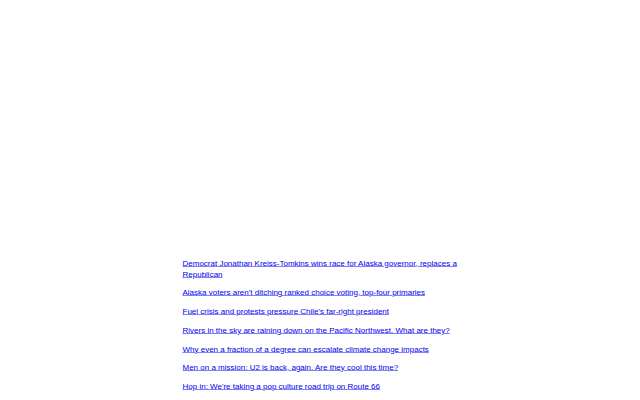 Democrat Jonathan Kreiss-Tomkins wins race for Alaska governor, replaces a
Republican
Alaska voters aren't ditching ranked choice voting, top-four primaries
Fuel crisis and protests pressure Chile's far-right president
Rivers in the sky are raining down on the Pacific Northwest. What are they?
Why even a fraction of a degree can escalate climate change impacts
Men on a mission: U2 is back, again. Are they cool this time?
Hop in: We're taking a pop culture road trip on Route 66